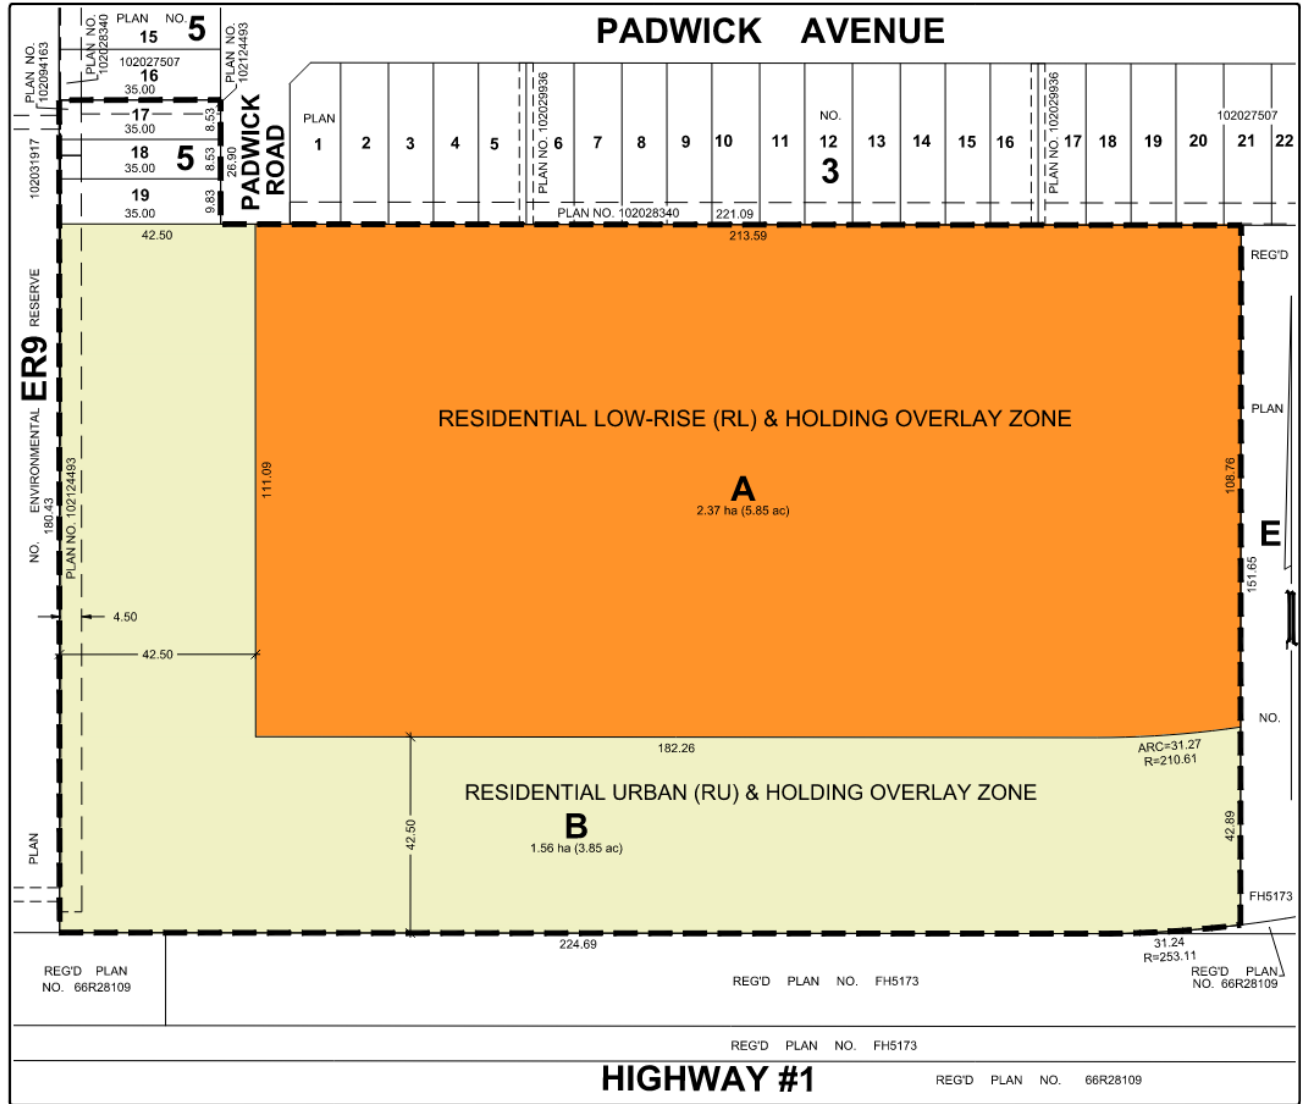 PADWICK AVENUE
PLAN NO. 5
15
102027507
16
35.00
PLAN NO.
102094163
PLAN NO.
102028340
PLAN NO.
102124493
17
35.00
8.53
18
35.00
5
8.53
19
35.00
9.83
26.90
PADWICK
ROAD
102031917
PLAN NO. 102027507
1 2 3 4 5 6 7 8 9 10 11 12 13 14 15 16 17 18 19 20 21 22
3
PLAN NO. 102029936
PLAN NO. 102029936
PLAN NO. 102028340 221.09
42.50
213.59
REG'D
PLAN
E
NO.
FH5173
NO. ENVIRONMENTAL RESERVE
ER9
180.43
PLAN NO. 102124493
PLAN
RESIDENTIAL LOW-RISE (RL) & HOLDING OVERLAY ZONE
A
2.37 ha (5.85 ac)
111.09
108.76
151.65
4.50
42.50
182.26
ARC=31.27
R=210.61
RESIDENTIAL URBAN (RU) & HOLDING OVERLAY ZONE
B
1.56 ha (3.85 ac)
42.50
42.89
224.69
31.24
R=253.11
REG'D PLAN
NO. 66R28109
REG'D PLAN NO. FH5173
REG'D PLAN
NO. 66R28109
REG'D PLAN NO. FH5173
HIGHWAY #1
REG'D PLAN NO. 66R28109